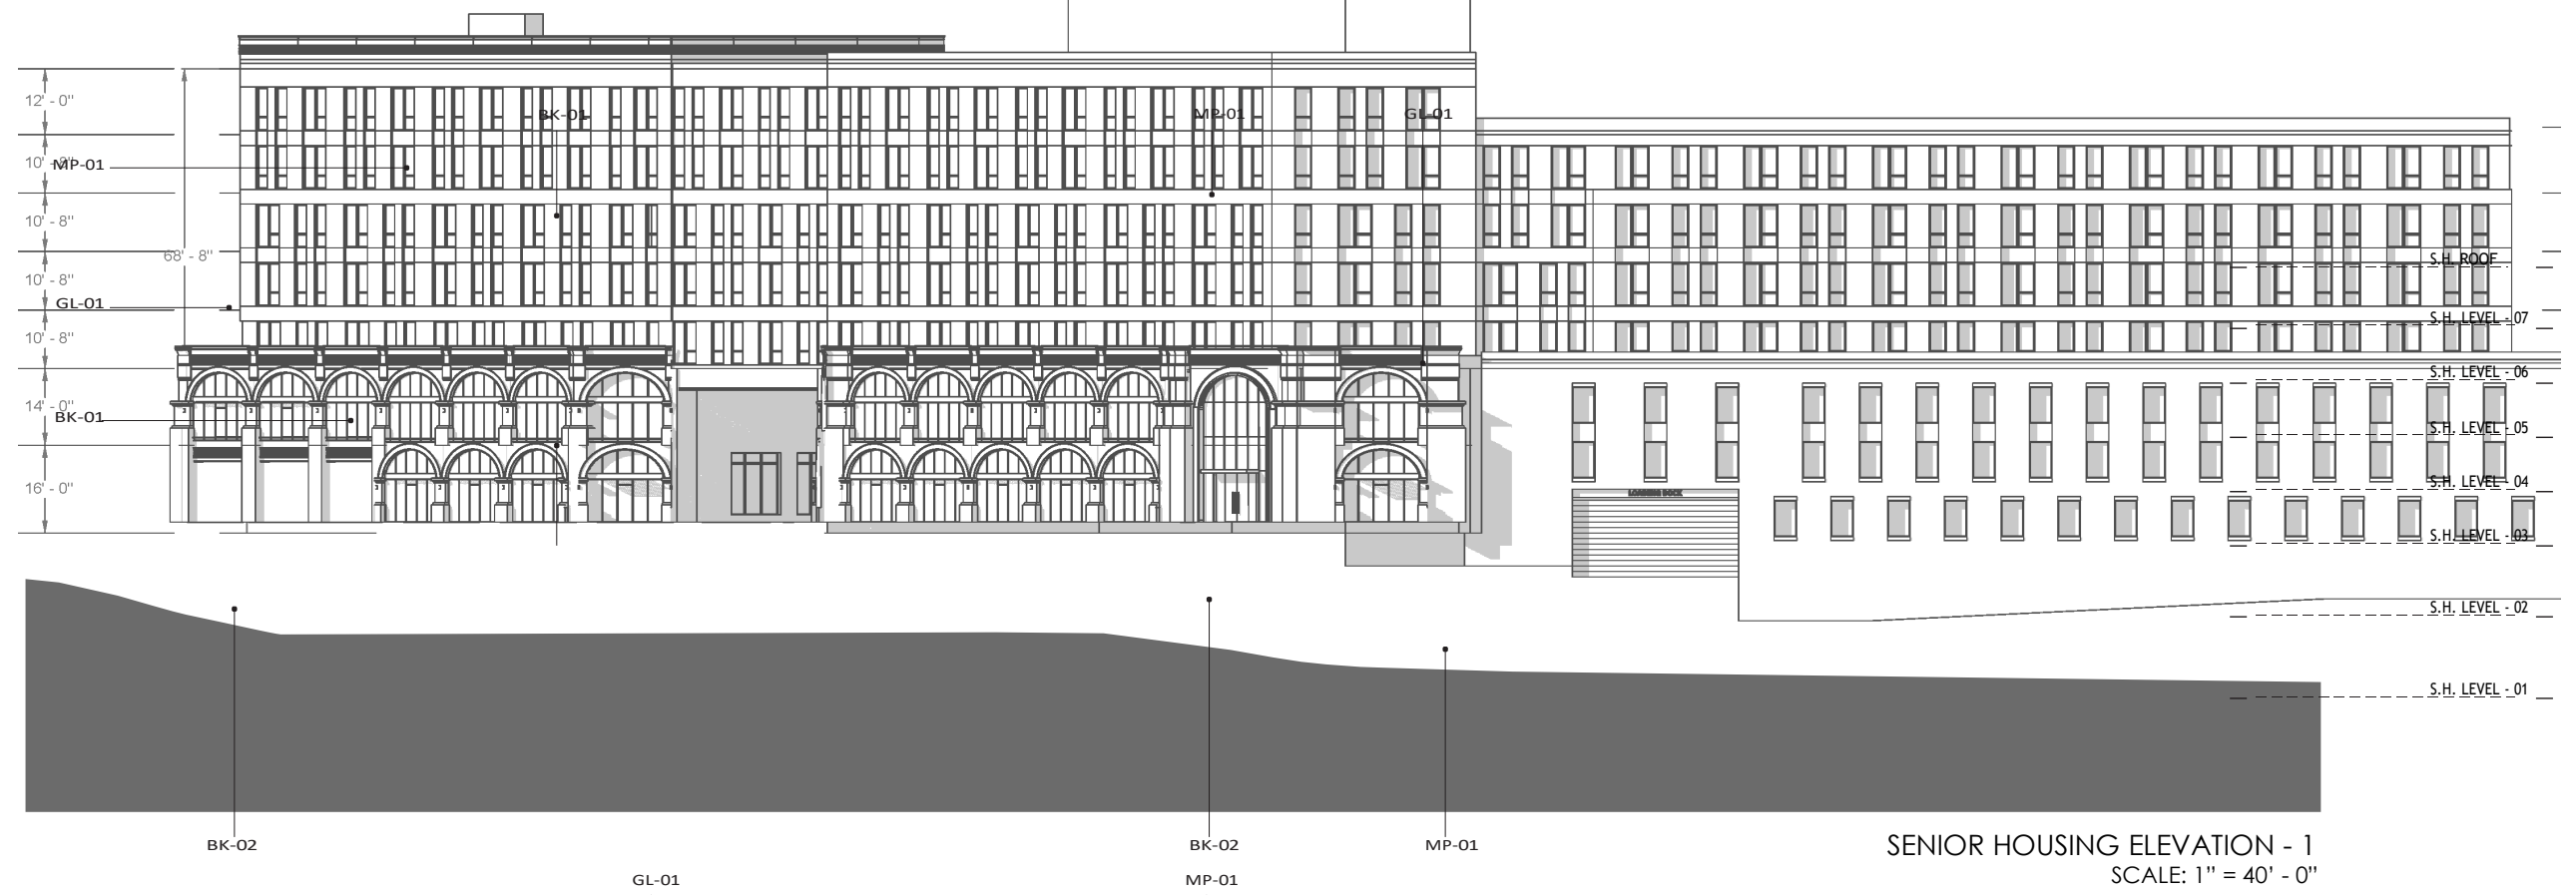 12' - 0"
BK-01
MP-01
GL-01
10' - 8"
MP-01
10' - 8"
68' - 8"
S.H. ROOF
10' - 8"
GL-01
S.H. LEVEL - 07
10' - 8"
S.H. LEVEL - 06
14' - 0"
BK-01
S.H. LEVEL - 05
16' - 0"
S.H. LEVEL - 04
LOADING DOCK
S.H. LEVEL - 03
S.H. LEVEL - 02
S.H. LEVEL - 01
BK-02
BK-02
MP-01
SENIOR HOUSING ELEVATION - 1
GL-01
MP-01
SCALE: 1" = 40' - 0"